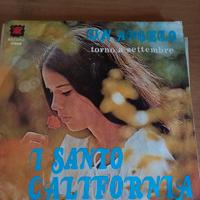 UN ANGELO
torno a settembre
I SANTO
CALIFORNIA